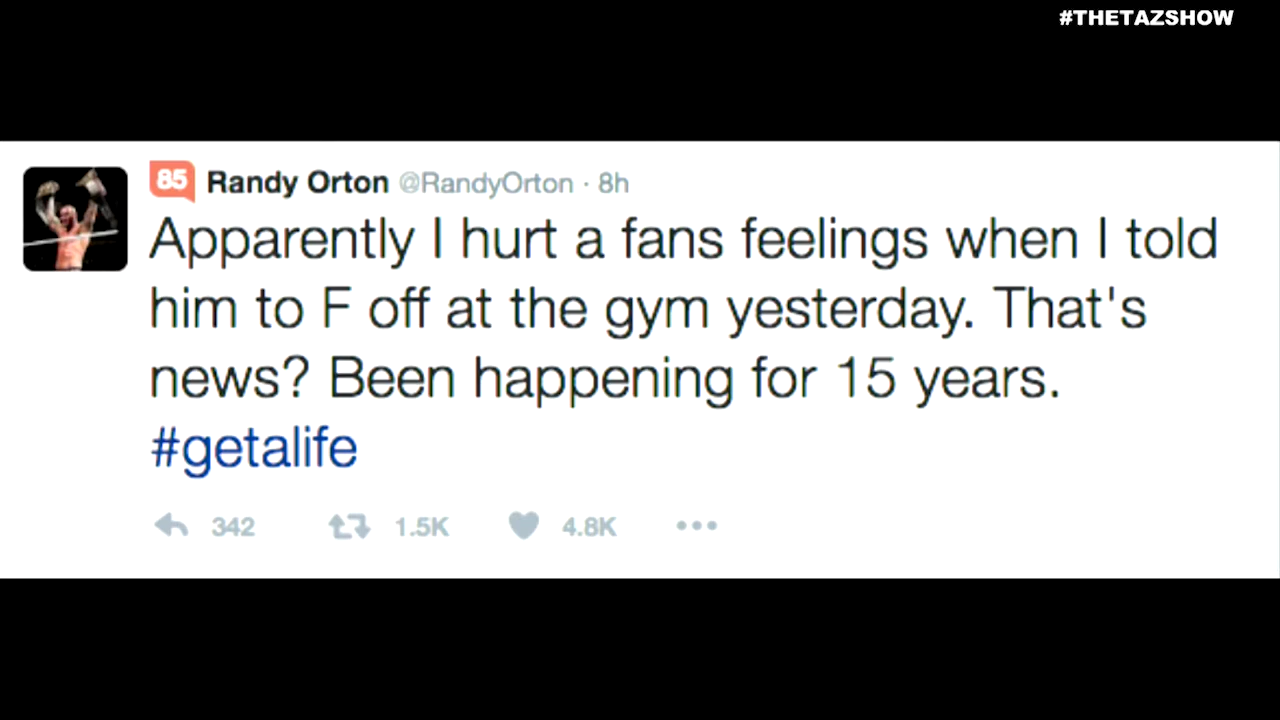 #THETAZSHOW
85 Randy Orton @RandyOrton · 8h
Apparently I hurt a fans feelings when I told
him to F off at the gym yesterday. That's
news? Been happening for 15 years.
#getalife
342 1.5K 4.8K